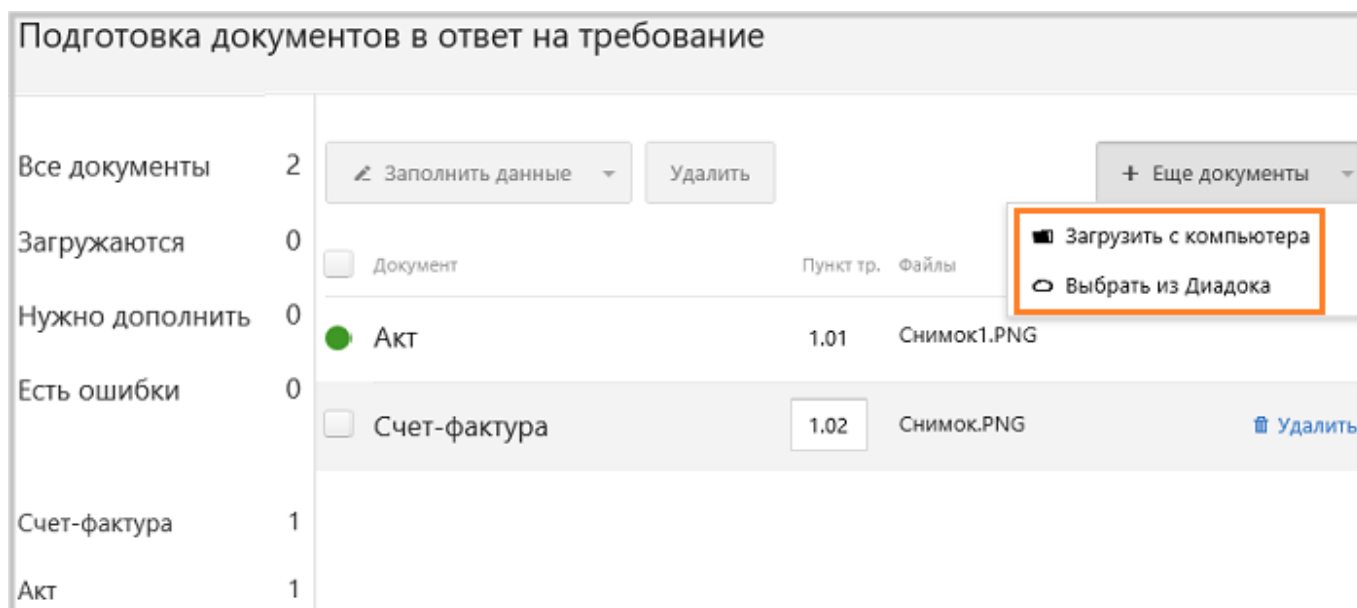 Подготовка документов в ответ на требование
Все документы 2
Загружаются 0
Нужно дополнить 0
Есть ошибки 0
Счет-фактура 1
Акт 1
Заполнить данные Удалить + Еще документы
Загрузить с компьютера
Выбрать из Диадока
Документ Пункт тр. Файлы
Акт 1.01 Снимок1.PNG
Счет-фактура 1.02 Снимок.PNG Удалить